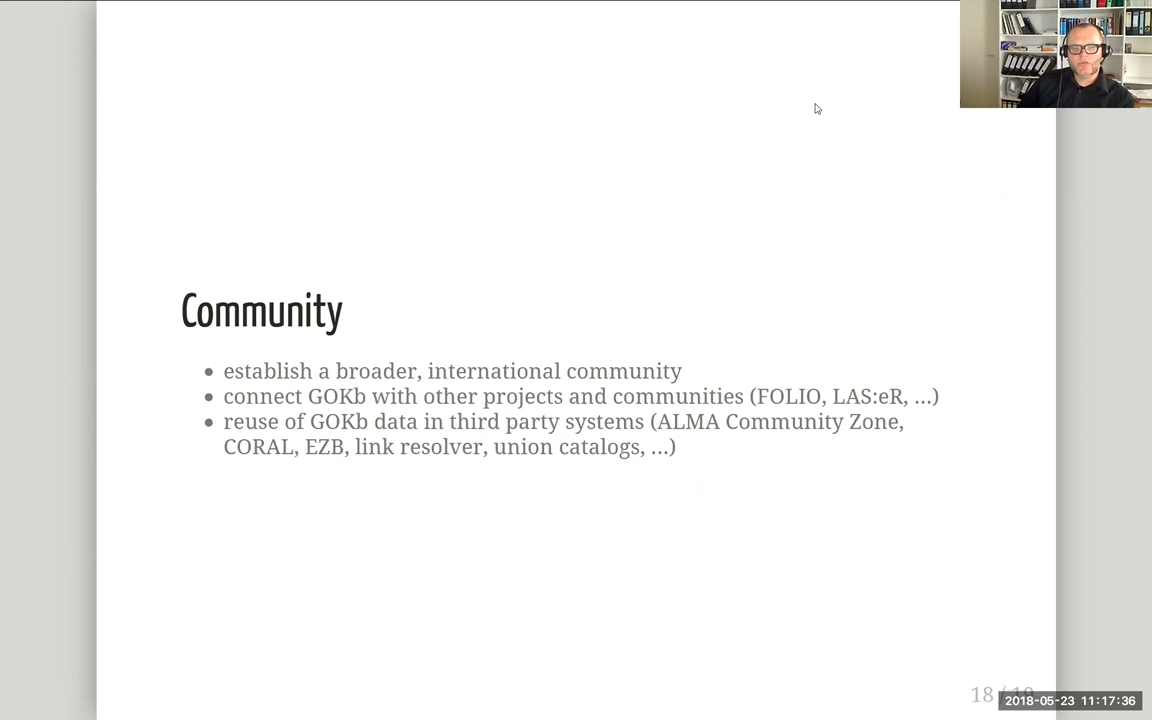 Community
• establish a broader, international community
• connect GOKb with other projects and communities (FOLIO, LAS:eR, ...)
• reuse of GOKb data in third party systems (ALMA Community Zone,
CORAL, EZB, link resolver, union catalogs, ...)
18 / 19
2018-05-23 11:17:36